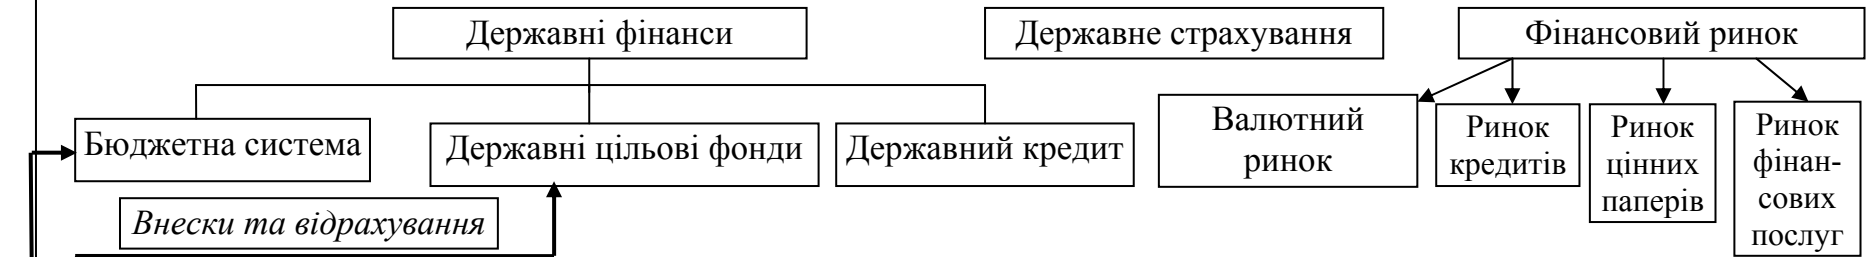 Державні фінанси
Державне страхування
Фінансовий ринок
Бюджетна система
Державні цільові фонди
Державний кредит
Валютний
ринок
Ринок
кредитів
Ринок
цінних
паперів
Ринок
фінан-
сових
послуг
Внески та відрахування